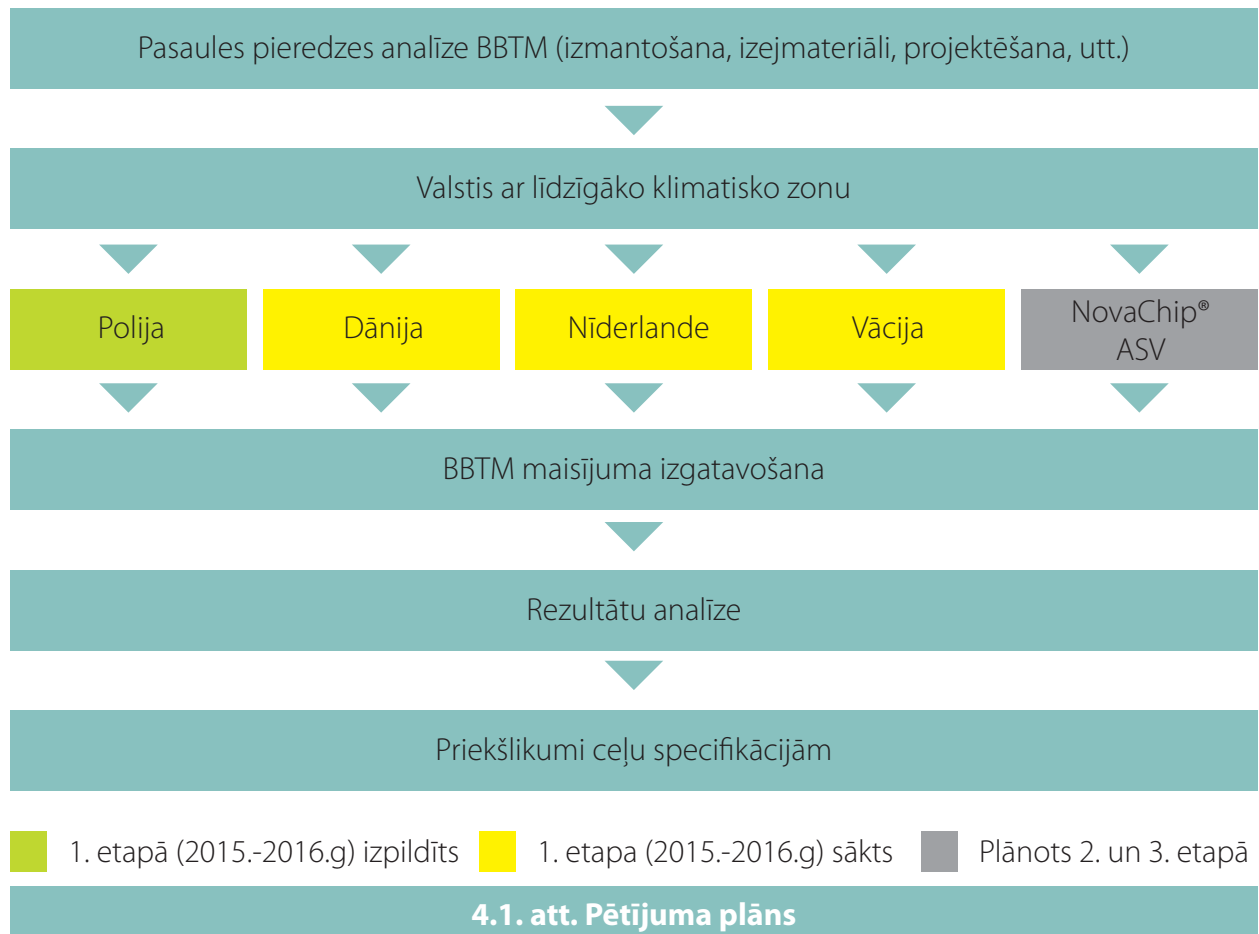 Pasaules pieredzes analīze BBTM (izmantošana, izejmateriāli, projektēšana, utt.)
Valstis ar līdzīgāko klimatisko zonu
Polija
Dānija
Nīderlande
Vācija
NovaChip®
ASV
BBTM maisījuma izgatavošana
Rezultātu analīze
Priekšlikumi ceļu specifikācijām
1. etapā (2015.-2016.g) izpildīts
1. etapa (2015.-2016.g) sākts
Plānots 2. un 3. etapā
4.1. att. Pētījuma plāns